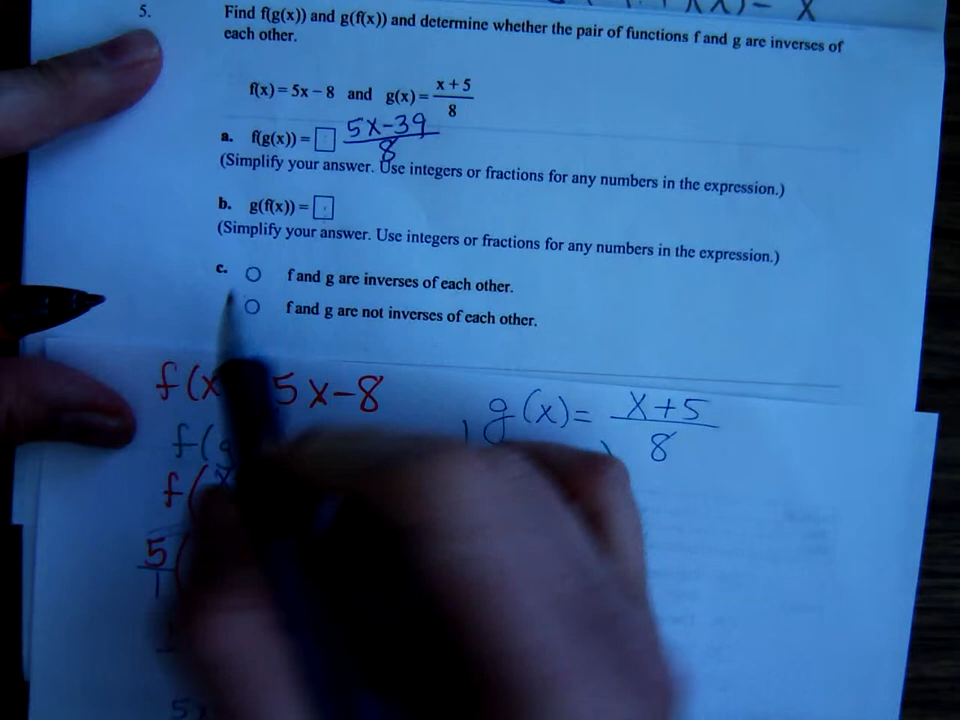 (x) = x
5. Find f(g(x)) and g(f(x)) and determine whether the pair of functions f and g are inverses of
each other.
f(x) = 5x − 8 and g(x) = (x + 5)/8
a. f(g(x)) = (5x−39)/8
(Simplify your answer. Use integers or fractions for any numbers in the expression.)
b. g(f(x)) =
(Simplify your answer. Use integers or fractions for any numbers in the expression.)
c. f and g are inverses of each other.
f and g are not inverses of each other.
f(x 5x−8
g(x) = (x+5)/8
f(
f(
5/1 (
5